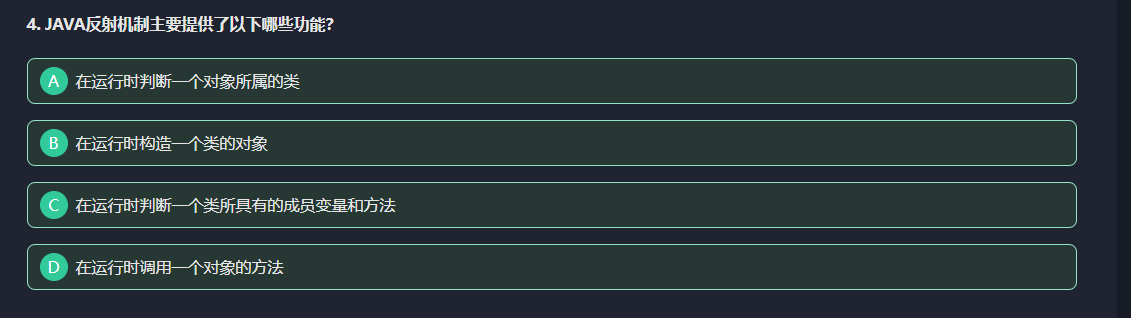 4. JAVA反射机制主要提供了以下哪些功能?
A 在运行时判断一个对象所属的类
B 在运行时构造一个类的对象
C 在运行时判断一个类所具有的成员变量和方法
D 在运行时调用一个对象的方法